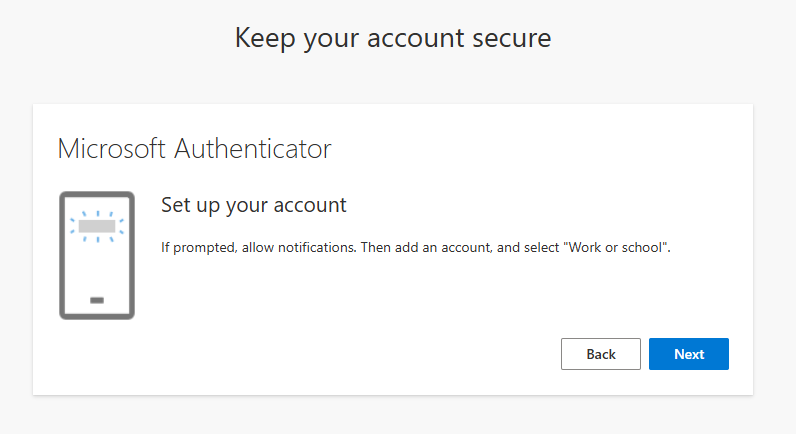 Keep your account secure
Microsoft Authenticator
Set up your account
If prompted, allow notifications. Then add an account, and select "Work or school".
Back
Next